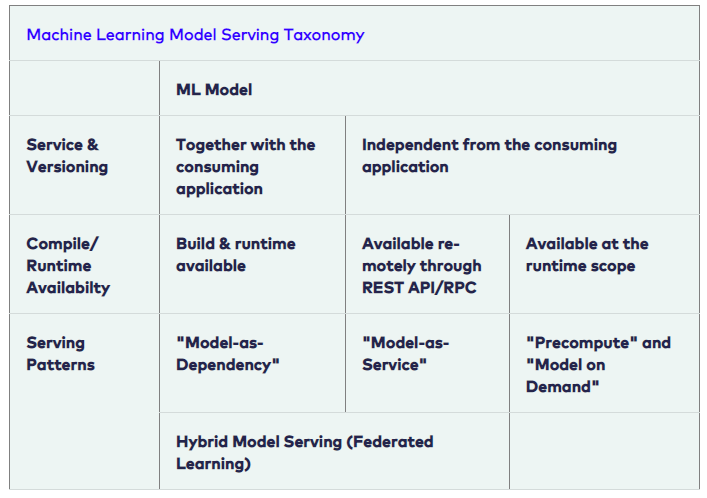 Machine Learning Model Serving Taxonomy
ML Model
Service &
Versioning
Together with the
consuming
application
Independent from the consuming
application
Compile/
Runtime
Availabilty
Build & runtime
available
Available re-
motely through
REST API/RPC
Available at the
runtime scope
Serving
Patterns
"Model-as-
Dependency"
"Model-as-
Service"
"Precompute" and
"Model on
Demand"
Hybrid Model Serving (Federated
Learning)